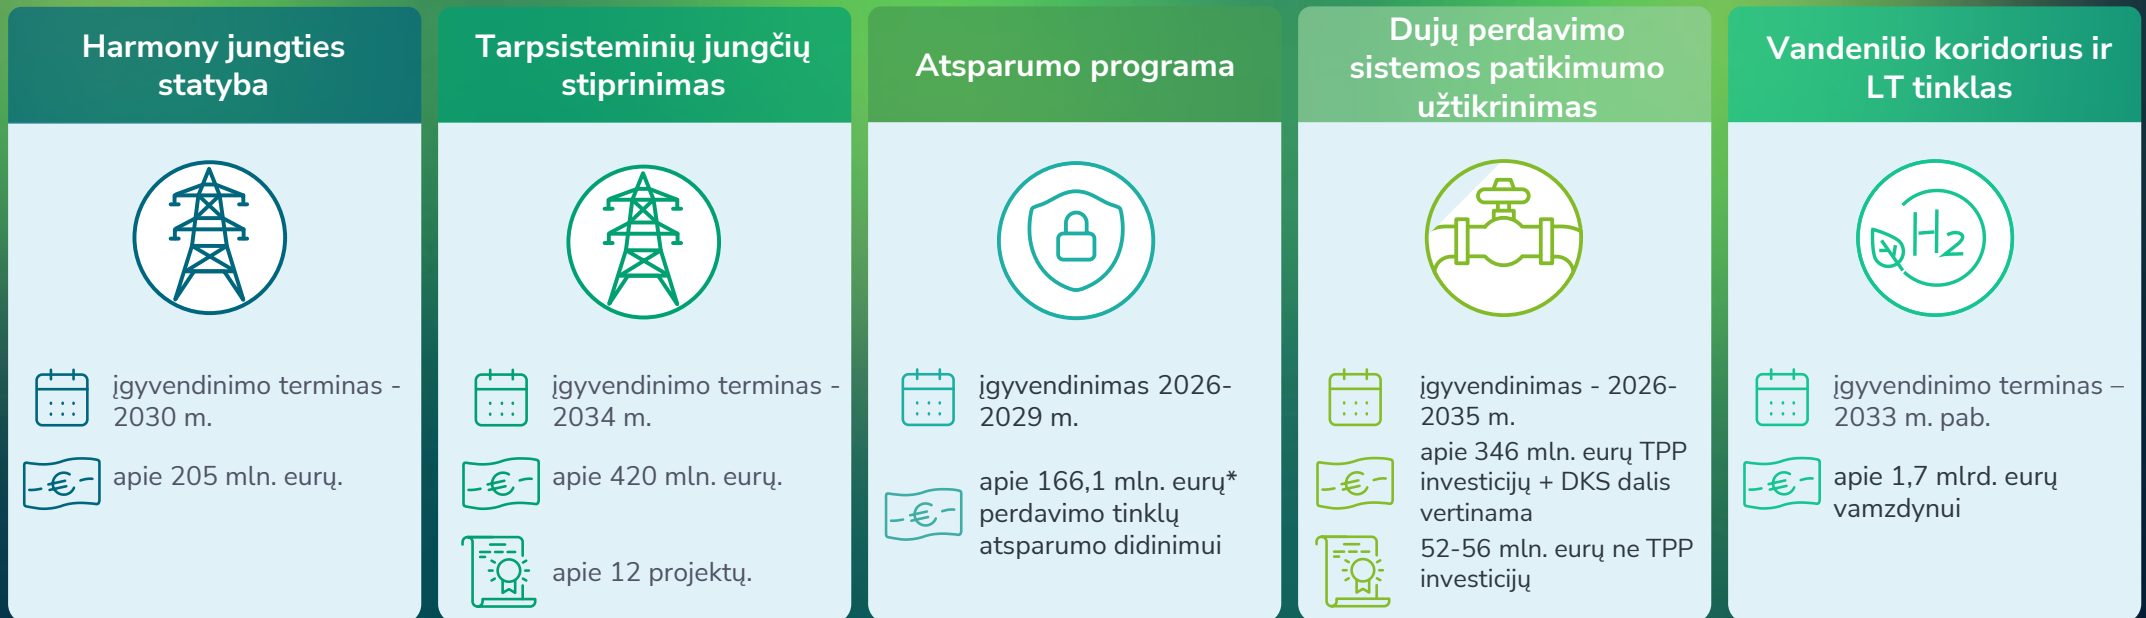 Harmony jungties
statyba
įgyvendinimo terminas -
2030 m.
apie 205 mln. eurų.
Tarpsisteminių jungčių
stiprinimas
įgyvendinimo terminas -
2034 m.
apie 420 mln. eurų.
apie 12 projektų.
Atsparumo programa
įgyvendinimas 2026-
2029 m.
apie 166,1 mln. eurų*
perdavimo tinklų
atsparumo didinimui
Dujų perdavimo
sistemos patikimumo
užtikrinimas
įgyvendinimas - 2026-
2035 m.
apie 346 mln. eurų TPP
investicijų + DKS dalis
vertinama
52-56 mln. eurų ne TPP
investicijų
Vandenilio koridorius ir
LT tinklas
H2
įgyvendinimo terminas –
2033 m. pab.
apie 1,7 mlrd. eurų
vamzdynui